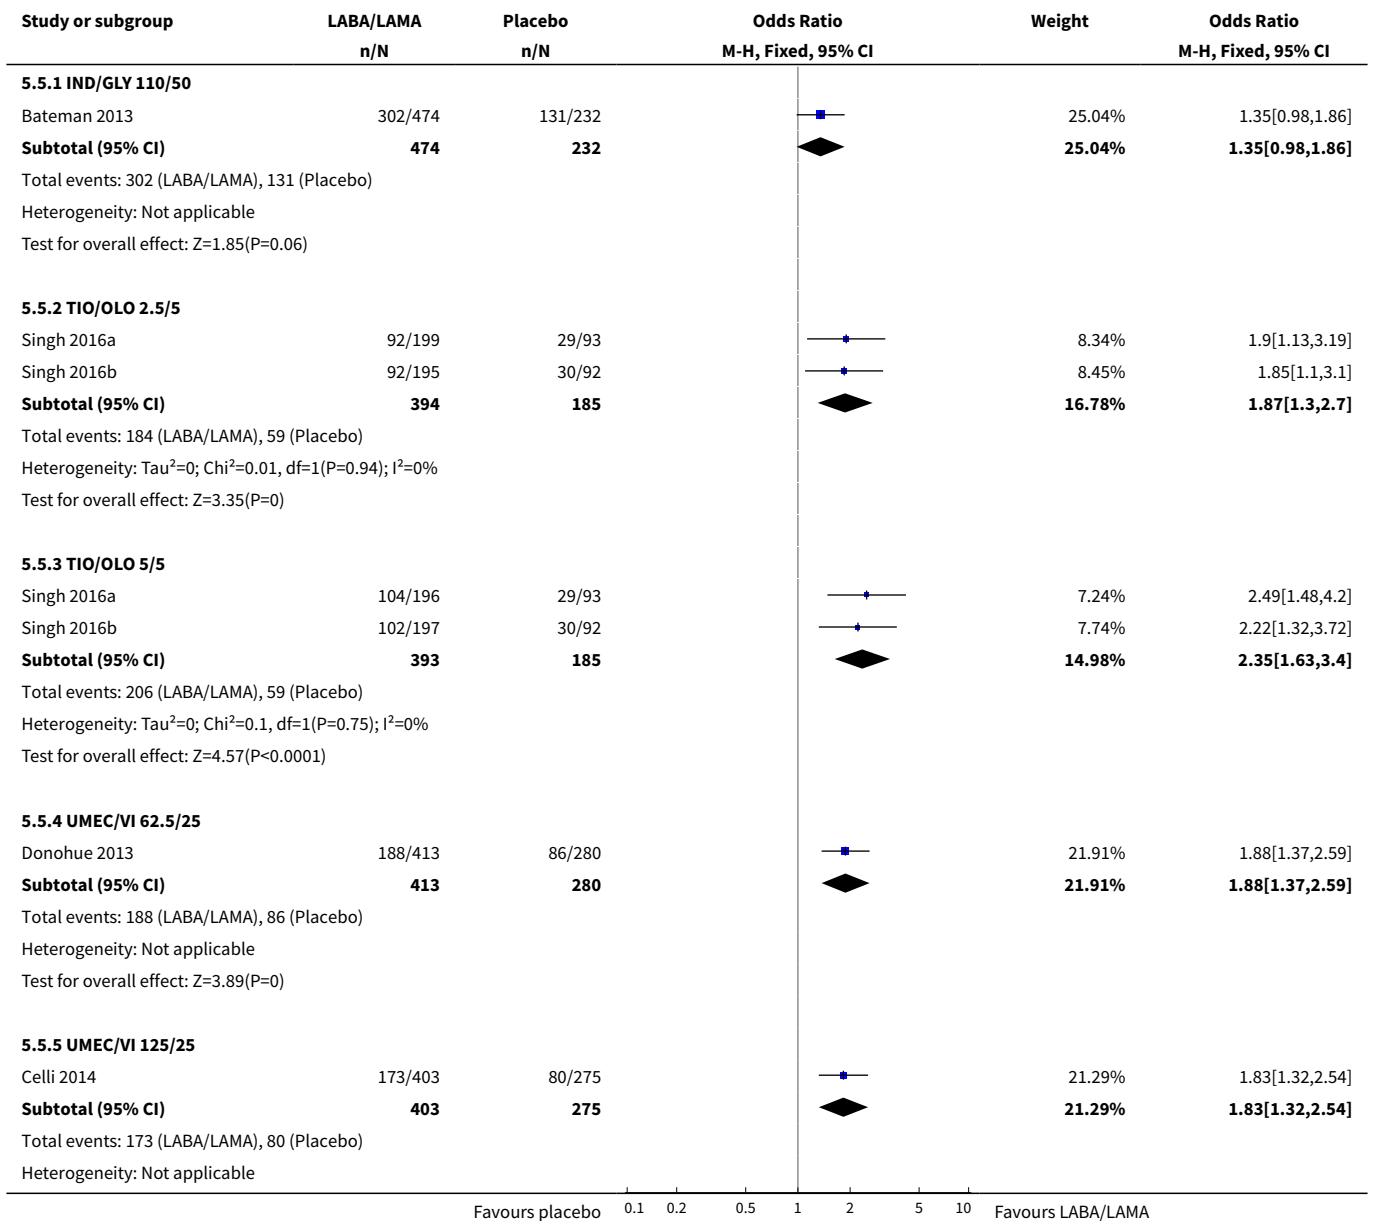 Study or subgroup LABA/LAMA Placebo Odds Ratio Weight Odds Ratio
n/N n/N M-H, Fixed, 95% CI M-H, Fixed, 95% CI
5.5.1 IND/GLY 110/50
Bateman 2013 302/474 131/232 25.04% 1.35[0.98,1.86]
Subtotal (95% CI) 474 232 25.04% 1.35[0.98,1.86]
Total events: 302 (LABA/LAMA), 131 (Placebo)
Heterogeneity: Not applicable
Test for overall effect: Z=1.85(P=0.06)
5.5.2 TIO/OLO 2.5/5
Singh 2016a 92/199 29/93 8.34% 1.9[1.13,3.19]
Singh 2016b 92/195 30/92 8.45% 1.85[1.1,3.1]
Subtotal (95% CI) 394 185 16.78% 1.87[1.3,2.7]
Total events: 184 (LABA/LAMA), 59 (Placebo)
Heterogeneity: Tau²=0; Chi²=0.01, df=1(P=0.94); I²=0%
Test for overall effect: Z=3.35(P=0)
5.5.3 TIO/OLO 5/5
Singh 2016a 104/196 29/93 7.24% 2.49[1.48,4.2]
Singh 2016b 102/197 30/92 7.74% 2.22[1.32,3.72]
Subtotal (95% CI) 393 185 14.98% 2.35[1.63,3.4]
Total events: 206 (LABA/LAMA), 59 (Placebo)
Heterogeneity: Tau²=0; Chi²=0.1, df=1(P=0.75); I²=0%
Test for overall effect: Z=4.57(P<0.0001)
5.5.4 UMEC/VI 62.5/25
Donohue 2013 188/413 86/280 21.91% 1.88[1.37,2.59]
Subtotal (95% CI) 413 280 21.91% 1.88[1.37,2.59]
Total events: 188 (LABA/LAMA), 86 (Placebo)
Heterogeneity: Not applicable
Test for overall effect: Z=3.89(P=0)
5.5.5 UMEC/VI 125/25
Celli 2014 173/403 80/275 21.29% 1.83[1.32,2.54]
Subtotal (95% CI) 403 275 21.29% 1.83[1.32,2.54]
Total events: 173 (LABA/LAMA), 80 (Placebo)
Heterogeneity: Not applicable
Favours placebo 0.1 0.2 0.5 1 2 5 10 Favours LABA/LAMA